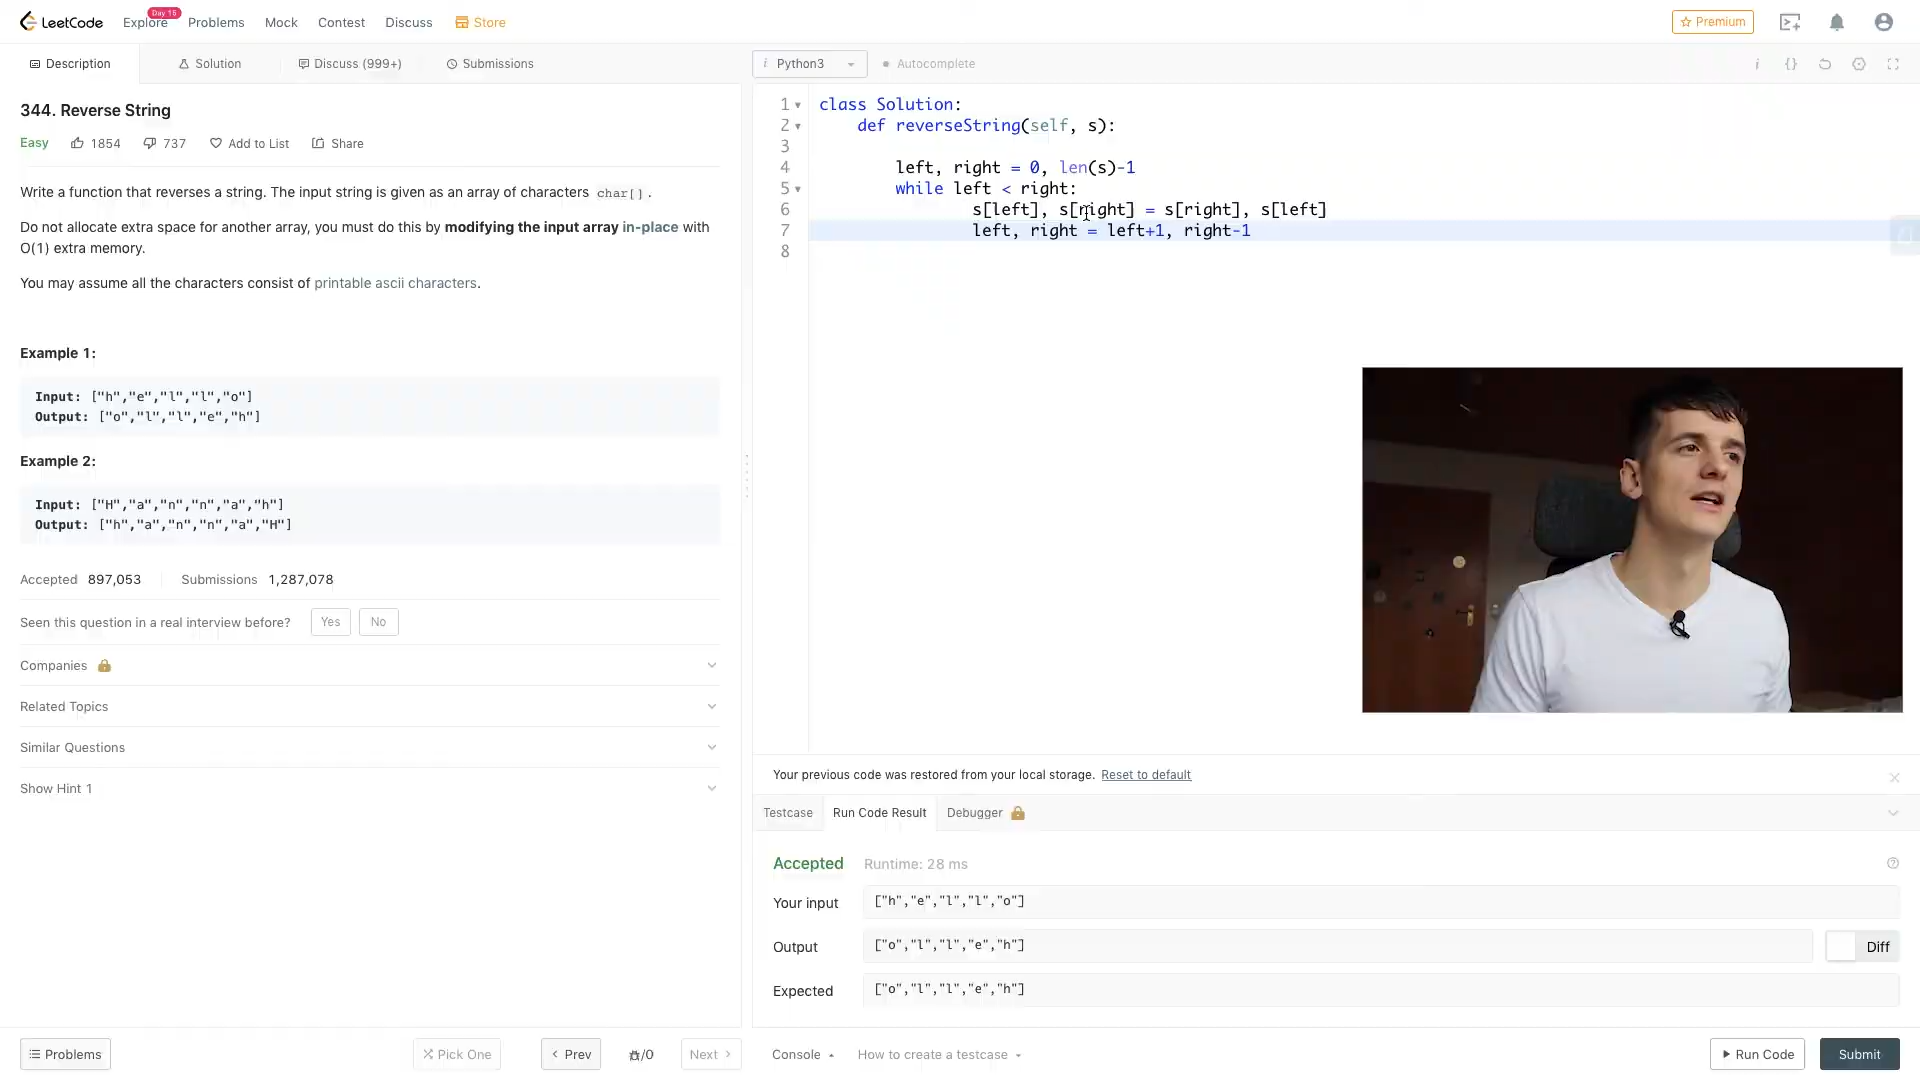 LeetCode
Explore
Day 15
Problems
Mock
Contest
Discuss
Store
Premium
Description
Solution
Discuss (999+)
Submissions
i Python3
Autocomplete
344. Reverse String
Easy 1854 737 Add to List Share
Write a function that reverses a string. The input string is given as an array of characters char[] .
Do not allocate extra space for another array, you must do this by modifying the input array in-place with
O(1) extra memory.
You may assume all the characters consist of printable ascii characters.
Example 1:
Input: ["h","e","l","l","o"]
Output: ["o","l","l","e","h"]
Example 2:
Input: ["H","a","n","n","a","h"]
Output: ["h","a","n","n","a","H"]
Accepted 897,053 Submissions 1,287,078
Seen this question in a real interview before? Yes No
Companies
Related Topics
Similar Questions
Show Hint 1
Problems
Pick One
Prev
/0
Next
1 class Solution:
2 def reverseString(self, s):
3
4 left, right = 0, len(s)-1
5 while left < right:
6 s[left], s[right] = s[right], s[left]
7 left, right = left+1, right-1
8
Your previous code was restored from your local storage. Reset to default
Testcase
Run Code Result
Debugger
Accepted Runtime: 28 ms
Your input ["h","e","l","l","o"]
Output ["o","l","l","e","h"]
Diff
Expected ["o","l","l","e","h"]
Console
How to create a testcase
Run Code
Submit